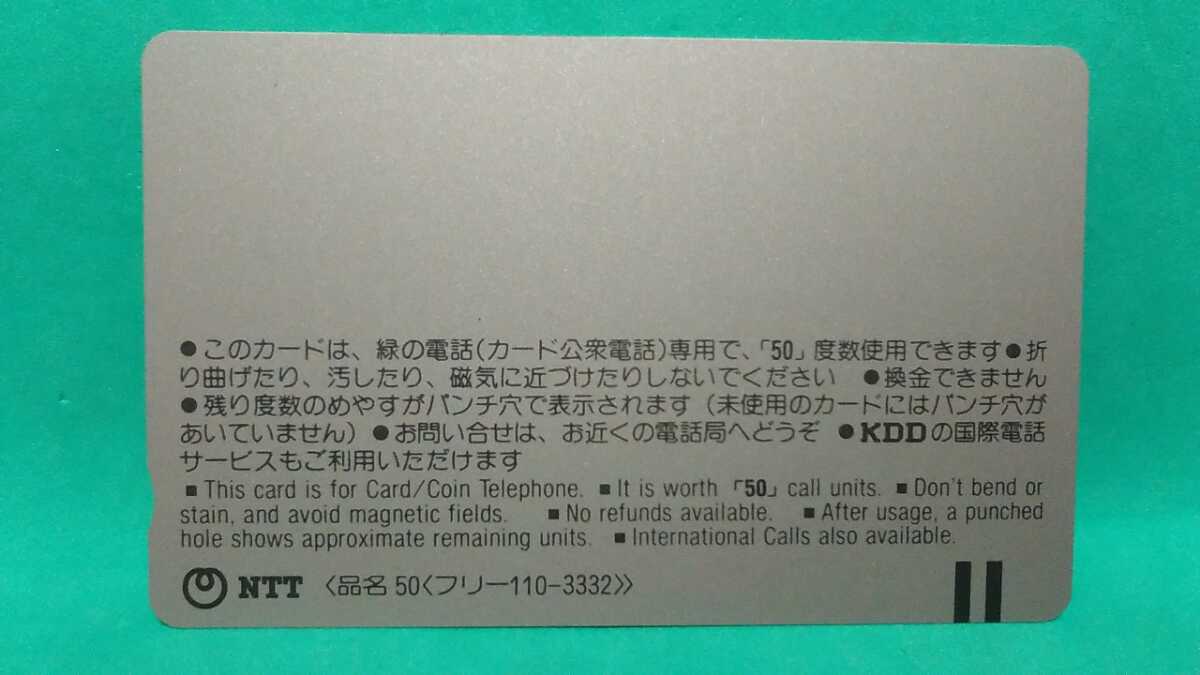 ●このカードは、緑の電話(カード公衆電話)専用で、「50」度数使用できます●折
り曲げたり、汚したり、磁気に近づけたりしないでください ●換金できません
●残り度数のめやすがパンチ穴で表示されます(未使用のカードにはパンチ穴が
あいていません)●お問い合せは、お近くの電話局へどうぞ ●KDDの国際電話
サービスもご利用いただけます
■This card is for Card/Coin Telephone. ■It is worth「50」call units. ■Don't bend or
stain, and avoid magnetic fields. ■No refunds available. ■After usage, a punched
hole shows approximate remaining units. ■International Calls also available.
NTT 〈品名 50〈フリー110-3332〉〉